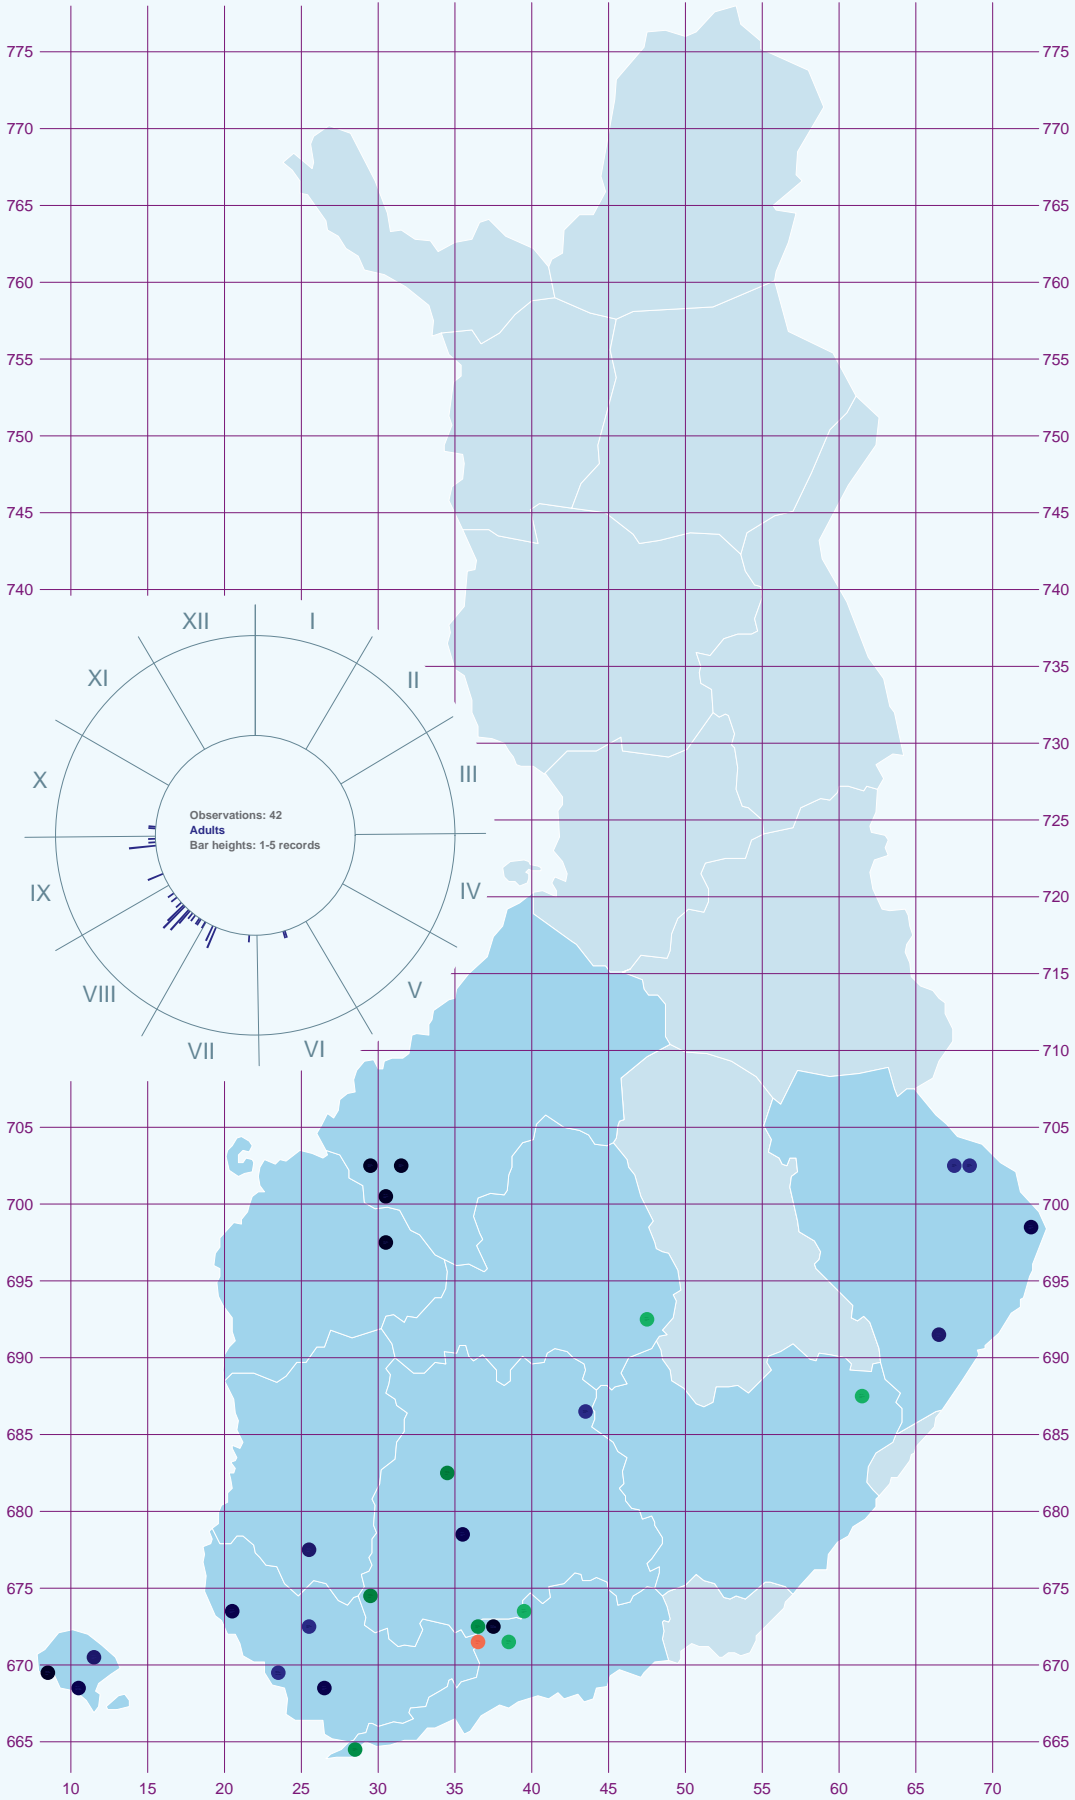 775 775
770 770
765 765
760 760
755 755
750 750
745 745
740 740
XII I
XI II
735
730
X III
725
Observations: 42
Adults
Bar heights: 1-5 records
IX IV
720
VIII V
715
VII VI
710
705 705
700 700
695 695
690 690
685 685
680 680
675 675
670 670
665 665
10 15 20 25 30 35 40 45 50 55 60 65 70